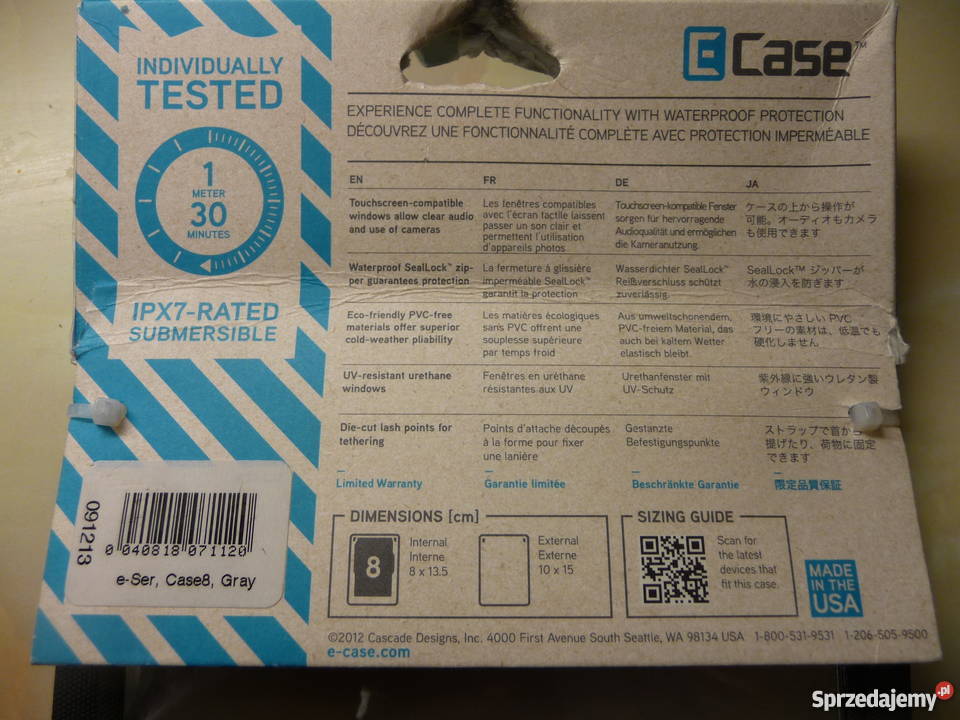 INDIVIDUALLY
TESTED
1
METER
30
MINUTES
IPX7-RATED
SUBMERSIBLE
e Case™
EXPERIENCE COMPLETE FUNCTIONALITY WITH WATERPROOF PROTECTION
DÉCOUVREZ UNE FONCTIONNALITÉ COMPLÈTE AVEC PROTECTION IMPERMÉABLE
EN
Touchscreen-compatible
windows allow clear audio
and use of cameras
FR
Les fenêtres compatibles
avec l'écran tactile laissent
passer un son clair et
permettent l'utilisation
d'appareils photos
DE
Touchscreen-kompatible Fenster
sorgen für hervorragende
Audioqualität und ermöglichen
die Kameranutzung.
JA
ケースの上から操作が
可能。オーディオもカメラ
も使用できます
Waterproof SealLock™ zip-
per guarantees protection
La fermeture à glissière
imperméable SealLock™
garantit la protection
Wasserdichter SealLock™
Reißverschluss schützt
zuverlässig.
SealLock™ ジッパーが
水の浸入を防ぎます
Eco-friendly PVC-free
materials offer superior
cold-weather pliability
Les matières écologiques
sans PVC offrent une
souplesse supérieure
par temps froid
Aus umweltschonendem,
PVC-freiem Material, das
auch bei kaltem Wetter
elastisch bleibt.
環境にやさしい PVC
フリーの素材は、低温でも
硬化しません
UV-resistant urethane
windows
Fenêtres en uréthane
résistantes aux UV
Urethanfenster mit
UV-Schutz
紫外線に強いウレタン製
ウィンドウ
Die-cut lash points for
tethering
Points d'attache découpés
à la forme pour fixer
une lanière
Gestanzte
Befestigungspunkte
ストラップで首から
提げたり、荷物に固定
できます
Limited Warranty
Garantie limitée
Beschränkte Garantie
限定品質保証
091213
0 040818 071120
e-Ser, Case8, Gray
DIMENSIONS [cm]
8
Internal
Interne
8 x 13.5
External
Externe
10 x 15
SIZING GUIDE
Scan for
the latest
devices that
fit this case.
MADE
IN THE
USA
©2012 Cascade Designs, Inc. 4000 First Avenue South Seattle, WA 98134 USA 1-800-531-9531 1-206-505-9500
e-case.com
Sprzedajemy.pl